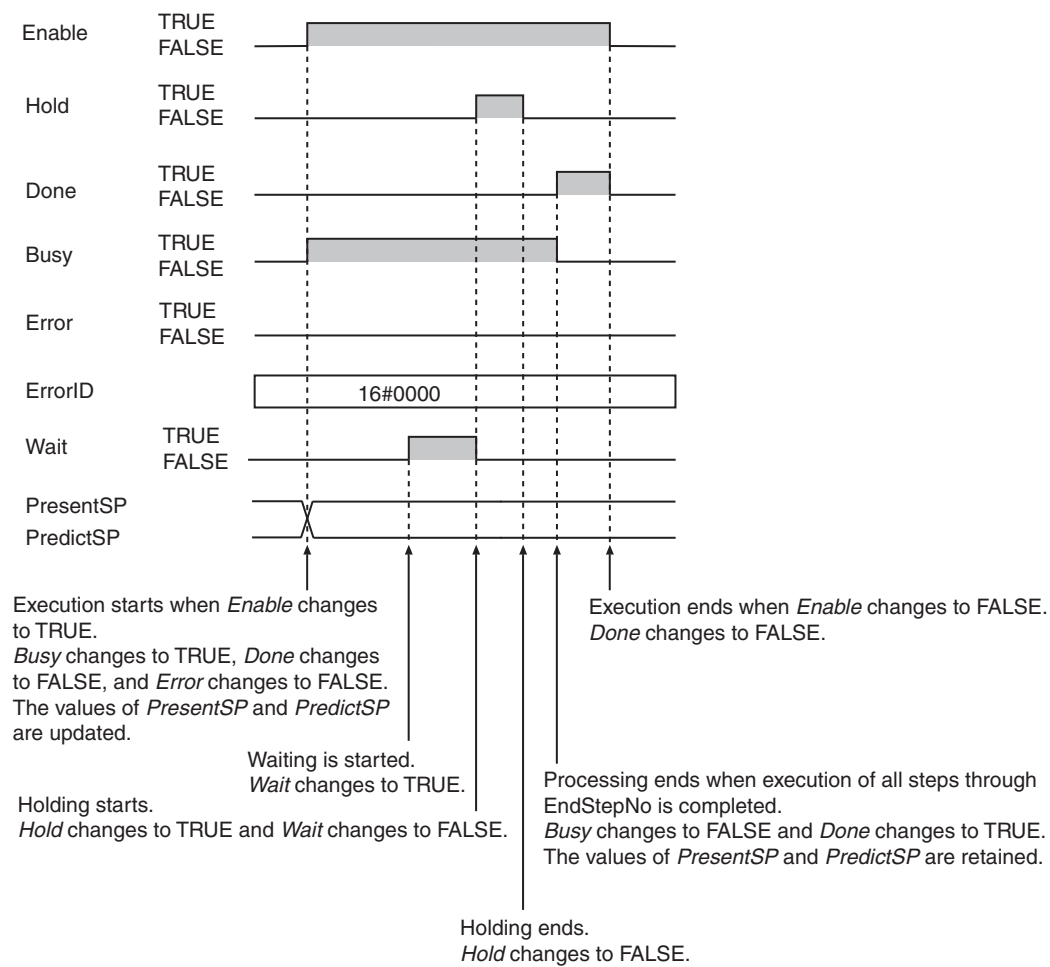 Enable TRUE
FALSE
Hold TRUE
FALSE
Done TRUE
FALSE
Busy TRUE
FALSE
Error TRUE
FALSE
ErrorID 16#0000
Wait TRUE
FALSE
PresentSP
PredictSP
Execution starts when Enable changes
to TRUE.
Busy changes to TRUE, Done changes
to FALSE, and Error changes to FALSE.
The values of PresentSP and PredictSP
are updated.
Execution ends when Enable changes to FALSE.
Done changes to FALSE.
Waiting is started.
Wait changes to TRUE.
Holding starts.
Hold changes to TRUE and Wait changes to FALSE.
Processing ends when execution of all steps through
EndStepNo is completed.
Busy changes to FALSE and Done changes to TRUE.
The values of PresentSP and PredictSP are retained.
Holding ends.
Hold changes to FALSE.